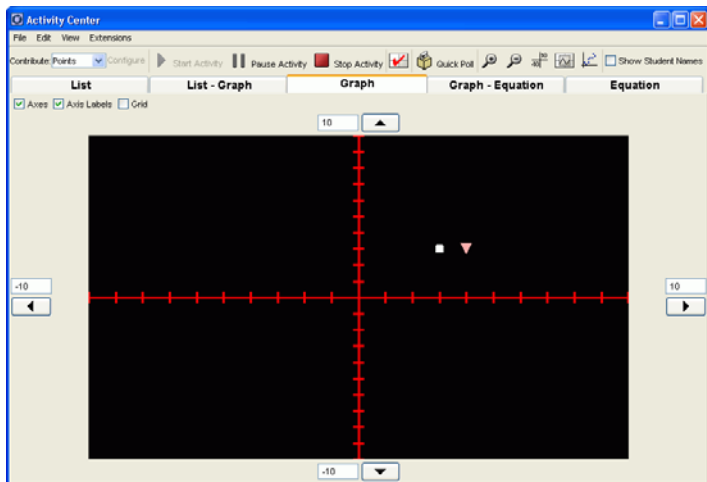 Activity Center
File Edit View Extensions
Contribute: Points Configure Start Activity Pause Activity Stop Activity Quick Poll Show Student Names
List List - Graph Graph Graph - Equation Equation
Axes Axis Labels Grid
10
-10 10
-10